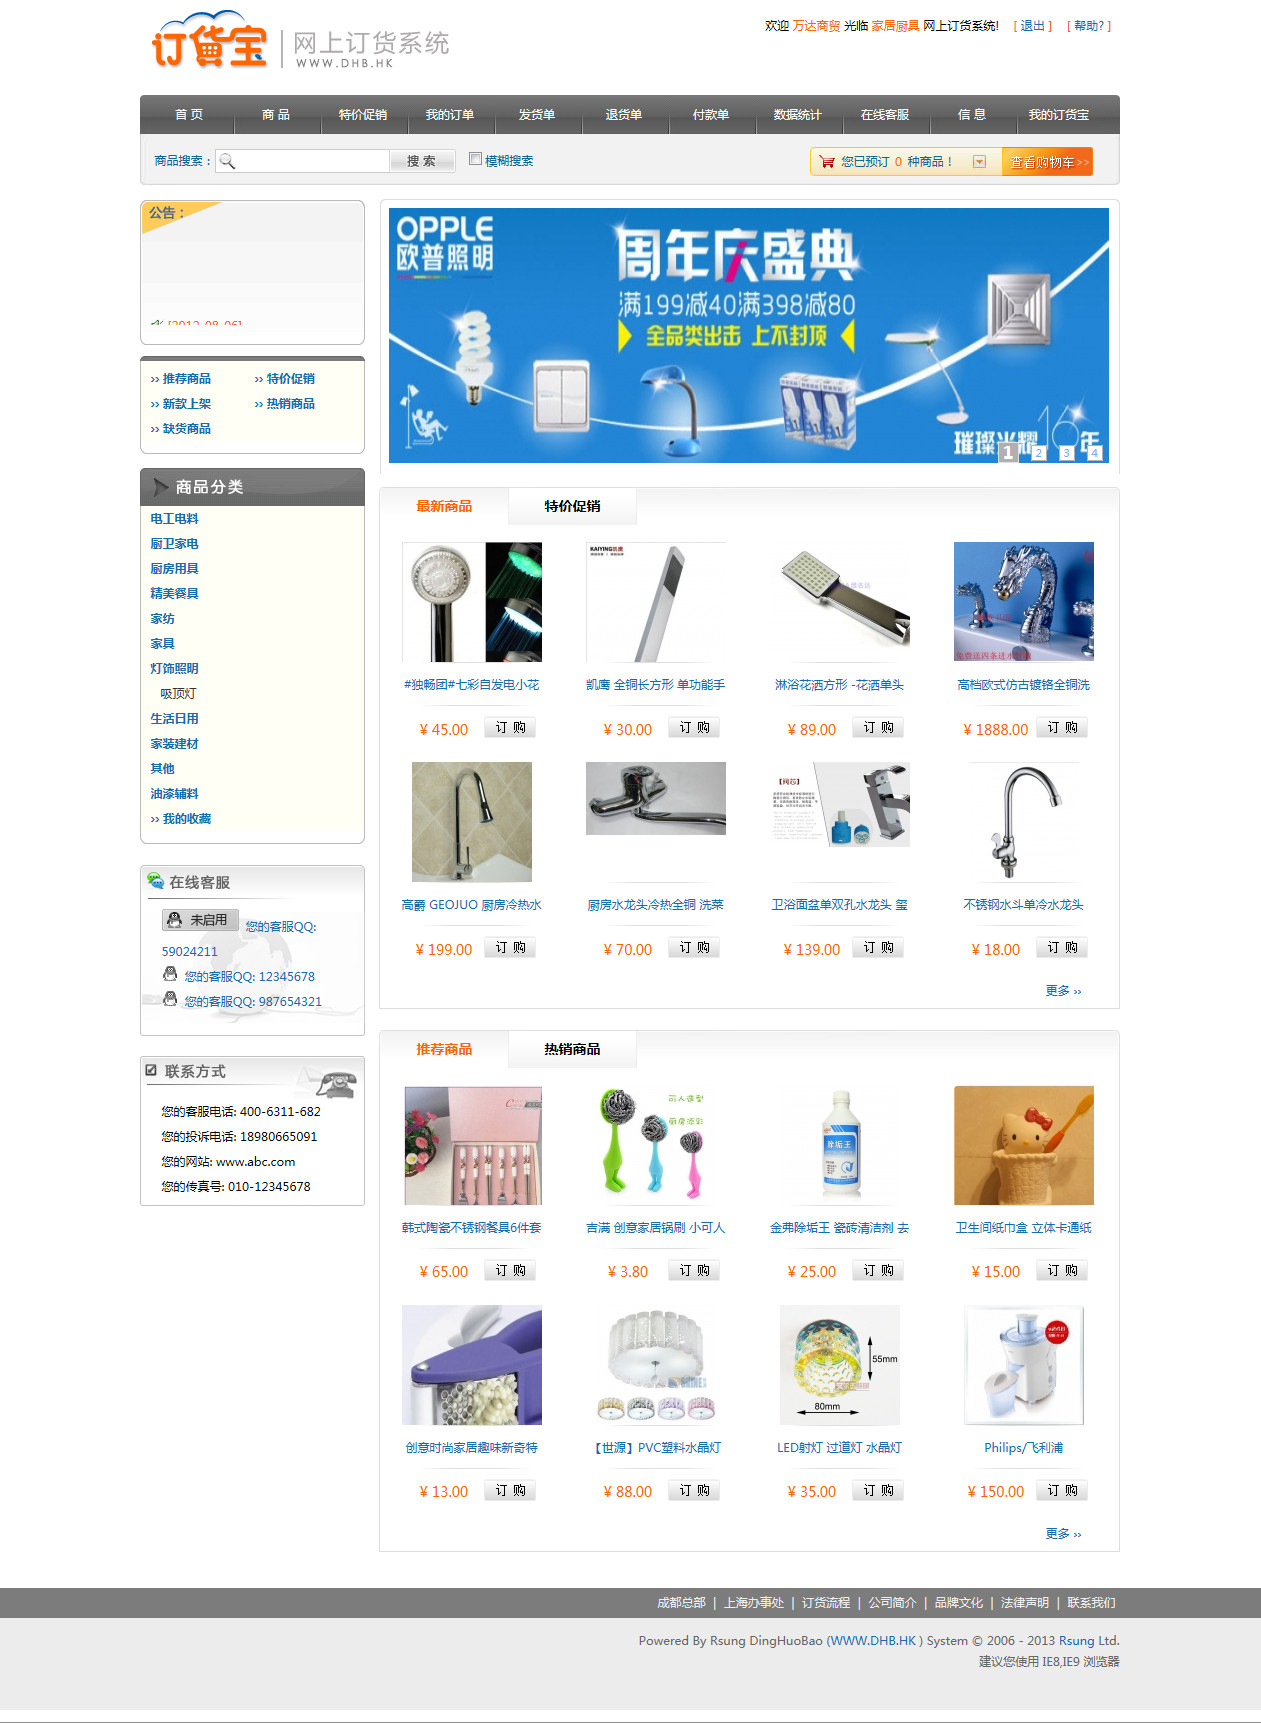 订货宝 网上订货系统
WWW.DHB.HK
欢迎 万达商贸 光临 家居厨具 网上订货系统! [ 退出 ] [ 帮助? ]
首 页 商 品 特价促销 我的订单 发货单 退货单 付款单 数据统计 在线客服 信 息 我的订货宝
商品搜索: 搜 索 模糊搜索 您已预订 0 种商品! 查看购物车>>
公告:
[2012-08-06]
›› 推荐商品 ›› 特价促销
›› 新款上架 ›› 热销商品
›› 缺货商品
商品分类
电工电料
厨卫家电
厨房用具
精美餐具
家纺
家具
灯饰照明
吸顶灯
生活日用
家装建材
其他
油漆辅料
›› 我的收藏
在线客服
未启用 您的客服QQ:
59024211
您的客服QQ: 12345678
您的客服QQ: 987654321
联系方式
您的客服电话: 400-6311-682
您的投诉电话: 18980665091
您的网站: www.abc.com
您的传真号: 010-12345678
OPPLE
欧普照明
周年庆盛典
满199减40满398减80
全品类出击 上不封顶
璀璨光耀16年
1 2 3 4
最新商品 特价促销
KAIYING凯鹰
#独畅团#七彩自发电小花 凯鹰 全铜长方形 单功能手 淋浴花洒方形 -花洒单头 高档欧式仿古镀铬全铜洗
¥ 45.00 订 购 ¥ 30.00 订 购 ¥ 89.00 订 购 ¥ 1888.00 订 购
【阀芯】
高爵 GEOJUO 厨房冷热水 厨房水龙头冷热全铜 洗菜 卫浴面盆单双孔水龙头 玺 不锈钢水斗单冷水龙头
¥ 199.00 订 购 ¥ 70.00 订 购 ¥ 139.00 订 购 ¥ 18.00 订 购
更多 ››
推荐商品 热销商品
可人造型
厨房添彩
除垢王
韩式陶瓷不锈钢餐具6件套 吉满 创意家居锅刷 小可人 金弗除垢王 瓷砖清洁剂 去 卫生间纸巾盒 立体卡通纸
¥ 65.00 订 购 ¥ 3.80 订 购 ¥ 25.00 订 购 ¥ 15.00 订 购
55mm
80mm
创意时尚家居趣味新奇特 【世源】PVC塑料水晶灯 LED射灯 过道灯 水晶灯 Philips/飞利浦
¥ 13.00 订 购 ¥ 88.00 订 购 ¥ 35.00 订 购 ¥ 150.00 订 购
更多 ››
成都总部 | 上海办事处 | 订货流程 | 公司简介 | 品牌文化 | 法律声明 | 联系我们
Powered By Rsung DingHuoBao (WWW.DHB.HK ) System © 2006 - 2013 Rsung Ltd.
建议您使用 IE8,IE9 浏览器